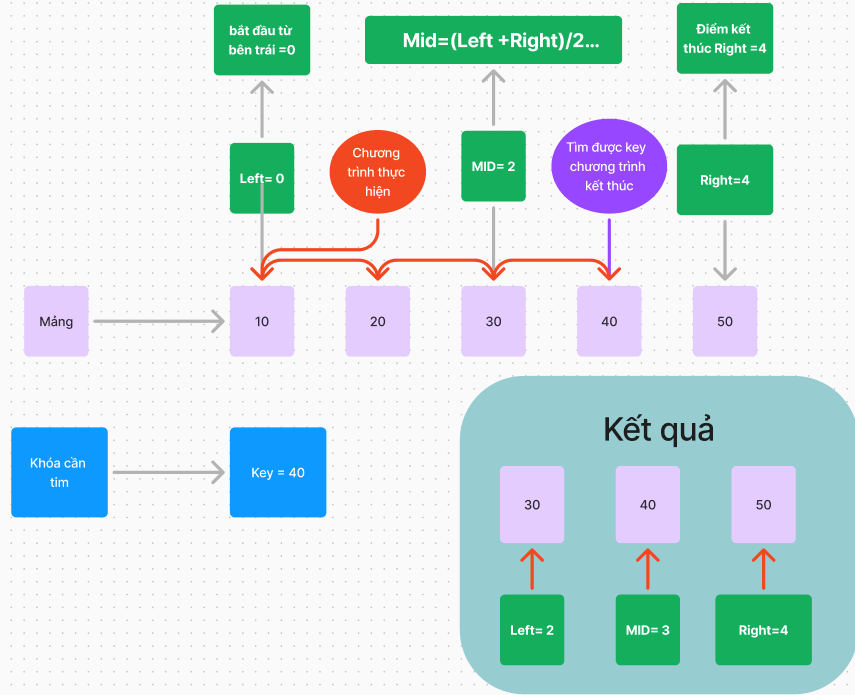 bắt đầu từ
bên trái =0
Mid=(Left +Right)/2...
Điểm kết
thúc Right =4
Left= 0
Chương
trình thực
hiện
MID= 2
Tìm được key
chương trình
kết thúc
Right=4
Mảng
10
20
30
40
50
Khóa cần
tìm
Key = 40
Kết quả
30
40
50
Left= 2
MID= 3
Right=4